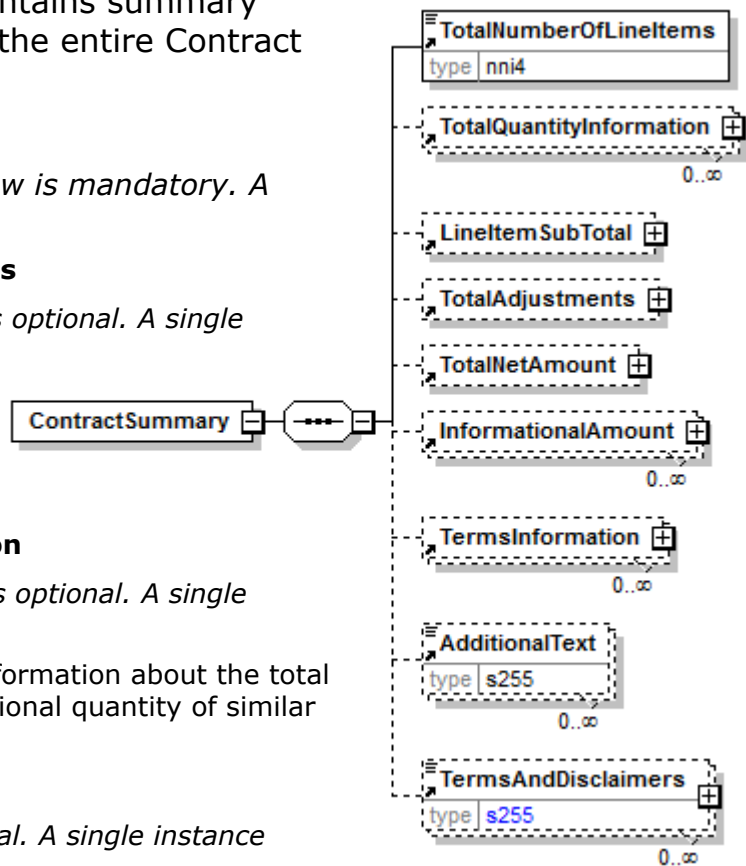 ntains summary
the entire Contract
w is mandatory. A
s
s optional. A single
on
s optional. A single
formation about the total
ional quantity of similar
al. A single instance
ContractSummary
TotalNumberOfLineItems
type nni4
TotalQuantityInformation
0..∞
LineItemSubTotal
TotalAdjustments
TotalNetAmount
InformationalAmount
0..∞
TermsInformation
0..∞
AdditionalText
type s255
0..∞
TermsAndDisclaimers
type s255
0..∞